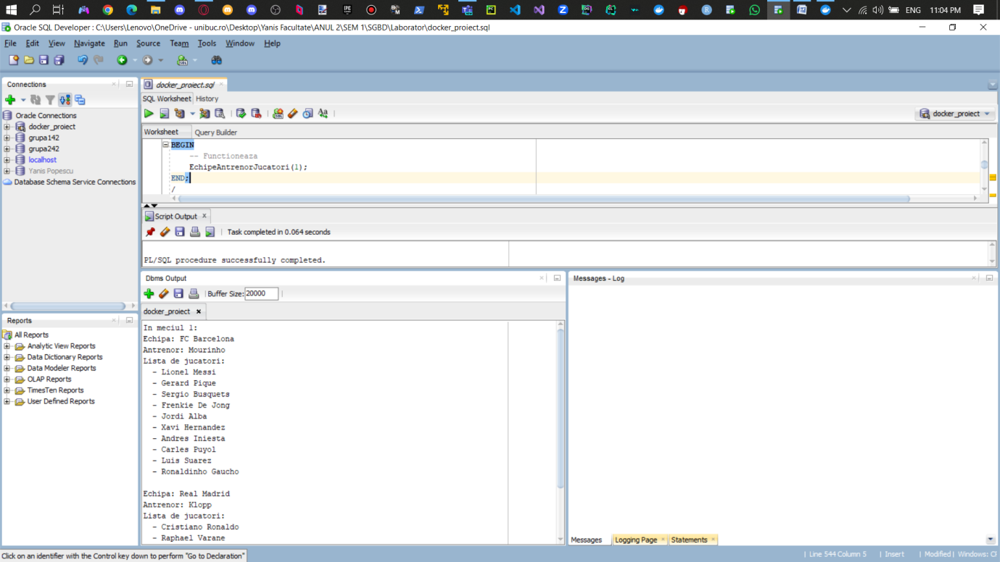 ENG 11:04 PM
Oracle SQL Developer : C:\Users\Lenovo\OneDrive - unibuc.ro\Desktop\Yanis Facultate\ANUL 2\SEM 1\SGBD\Laborator\docker_proiect.sql
File Edit View Navigate Run Source Team Tools Window Help
Connections
Oracle Connections
docker_proiect
grupa142
grupa242
localhost
Yanis Popescu
Database Schema Service Connections
Reports
All Reports
Analytic View Reports
Data Dictionary Reports
Data Modeler Reports
OLAP Reports
TimesTen Reports
User Defined Reports
docker_proiect.sql
SQL Worksheet History
docker_proiect
Worksheet Query Builder
BEGIN
-- Functioneaza
EchipeAntrenorJucatori(1);
END;
/
Script Output
Task completed in 0.064 seconds
PL/SQL procedure successfully completed.
Dbms Output
Buffer Size: 20000
docker_proiect
In meciul 1:
Echipa: FC Barcelona
Antrenor: Mourinho
Lista de jucatori:
- Lionel Messi
- Gerard Pique
- Sergio Busquets
- Frenkie De Jong
- Jordi Alba
- Xavi Hernandez
- Andres Iniesta
- Carles Puyol
- Luis Suarez
- Ronaldinho Gaucho
Echipa: Real Madrid
Antrenor: Klopp
Lista de jucatori:
- Cristiano Ronaldo
- Raphael Varane
Messages - Log
Messages Logging Page Statements
Click on an identifier with the Control key down to perform "Go to Declaration"
Line 544 Column 5 | Insert | Modified | Windows: